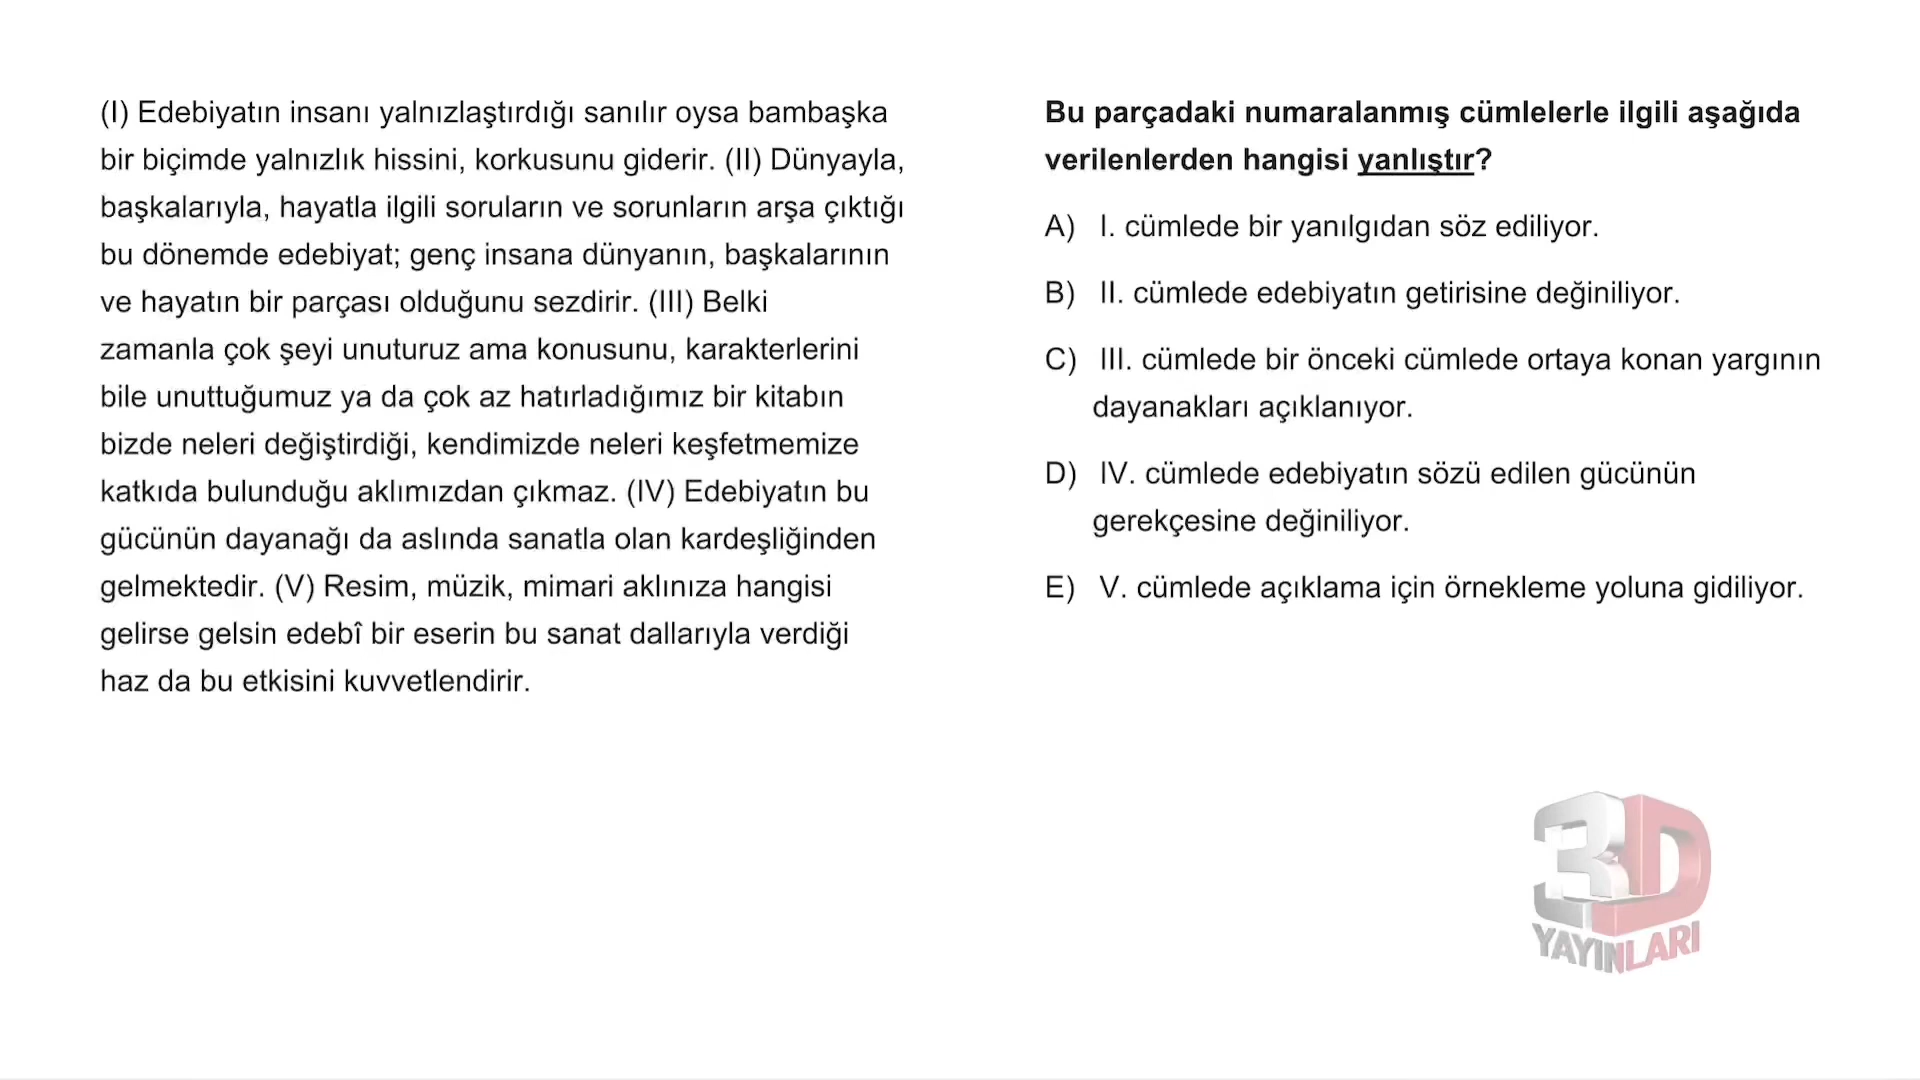 (I) Edebiyatın insanı yalnızlaştırdığı sanılır oysa bambaşka
bir biçimde yalnızlık hissini, korkusunu giderir. (II) Dünyayla,
başkalarıyla, hayatla ilgili soruların ve sorunların arşa çıktığı
bu dönemde edebiyat; genç insana dünyanın, başkalarının
ve hayatın bir parçası olduğunu sezdirir. (III) Belki
zamanla çok şeyi unuturuz ama konusunu, karakterlerini
bile unuttuğumuz ya da çok az hatırladığımız bir kitabın
bizde neleri değiştirdiği, kendimizde neleri keşfetmemize
katkıda bulunduğu aklımızdan çıkmaz. (IV) Edebiyatın bu
gücünün dayanağı da aslında sanatla olan kardeşliğinden
gelmektedir. (V) Resim, müzik, mimari aklınıza hangisi
gelirse gelsin edebî bir eserin bu sanat dallarıyla verdiği
haz da bu etkisini kuvvetlendirir.
Bu parçadaki numaralanmış cümlelerle ilgili aşağıda
verilenlerden hangisi yanlıştır?
A) I. cümlede bir yanılgıdan söz ediliyor.
B) II. cümlede edebiyatın getirisine değiniliyor.
C) III. cümlede bir önceki cümlede ortaya konan yargının
dayanakları açıklanıyor.
D) IV. cümlede edebiyatın sözü edilen gücünün
gerekçesine değiniliyor.
E) V. cümlede açıklama için örnekleme yoluna gidiliyor.
3D
YAYINLARI